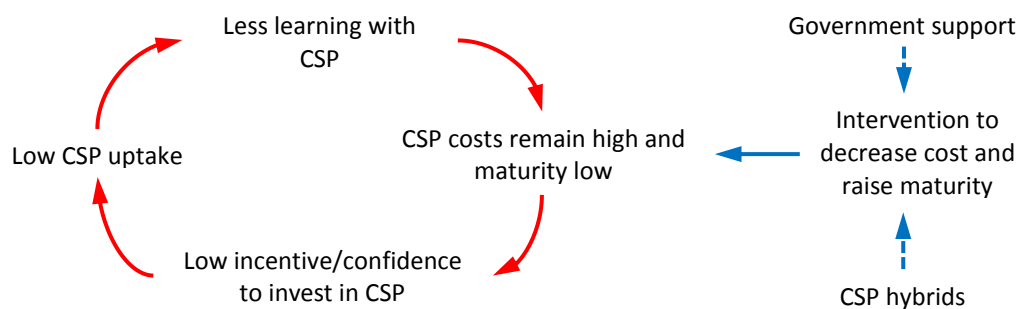 Less learning with
CSP
Government support
Low CSP uptake
CSP costs remain high and
maturity low
Intervention to
decrease cost and
raise maturity
Low incentive/confidence
to invest in CSP
CSP hybrids